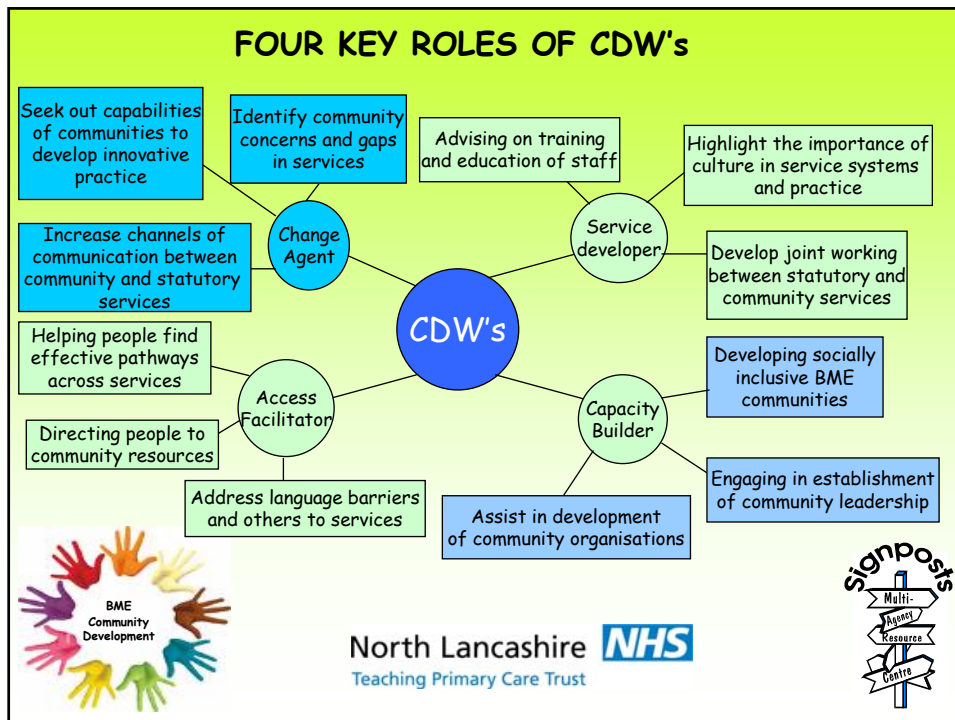 FOUR KEY ROLES OF CDW's
Seek out capabilities
of communities to
develop innovative
practice
Identify community
concerns and gaps
in services
Advising on training
and education of staff
Highlight the importance of
culture in service systems
and practice
Increase channels of
communication between
community and statutory
services
Change
Agent
Service
developer
Develop joint working
between statutory and
community services
CDW's
Helping people find
effective pathways
across services
Developing socially
inclusive BME
communities
Access
Facilitator
Capacity
Builder
Directing people to
community resources
Engaging in establishment
of community leadership
Address language barriers
and others to services
Assist in development
of community organisations
BME
Community
Development
North Lancashire NHS
Teaching Primary Care Trust
Signposts
Multi-
Agency
Resource
Centre